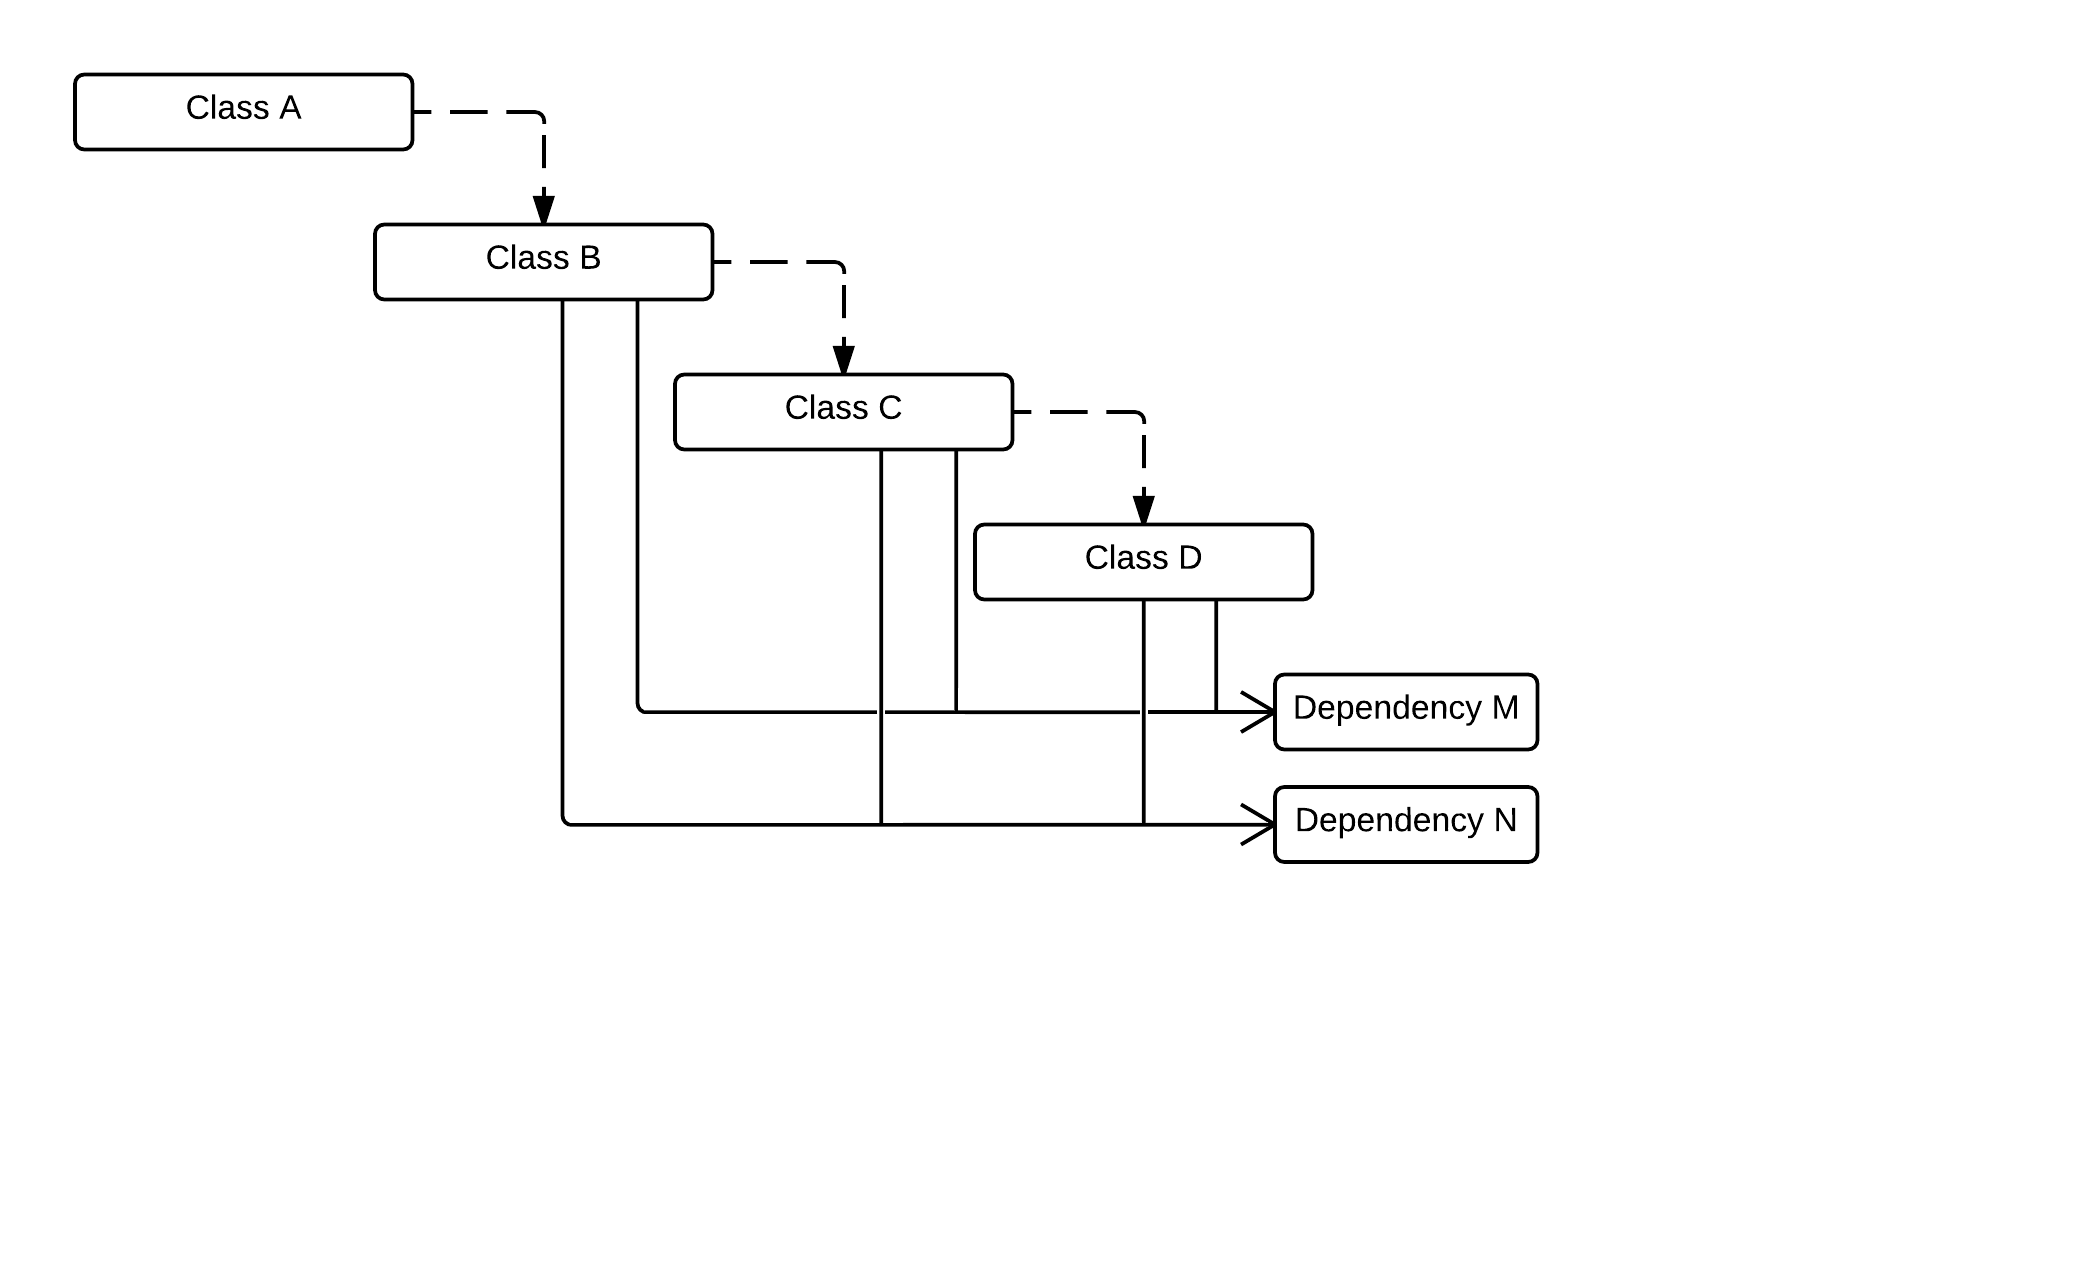 Class A
Class B
Class C
Class D
Dependency M
Dependency N